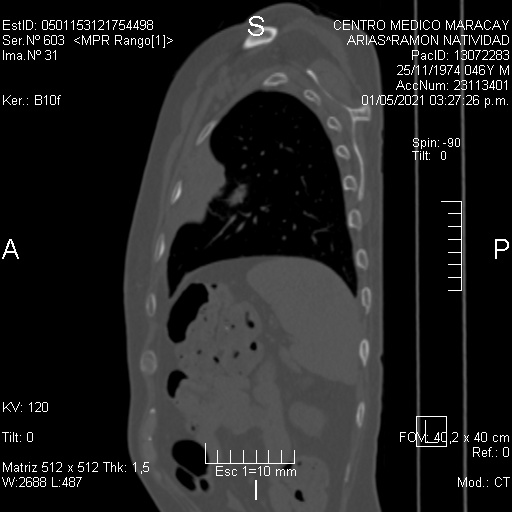 EstID: 0501153121754498
Ser.Nº 603 <MPR Rango[1]>
Ima.Nº 31
Ker.: B10f
S
CENTRO MEDICO MARACAY
ARIAS^RAMON NATIVIDAD
PacID: 13072283
25/11/1974 046Y M
AccNum: 23113401
01/05/2021 03:27:26 p.m.
Spin: -90
Tilt: 0
A
P
KV: 120
Tilt: 0
Matriz 512 x 512 Thk: 1,5
W:2688 L:487
Esc 1=10 mm
I
FOV: 40,2 x 40 cm
Ref.: 0
Mod.: CT